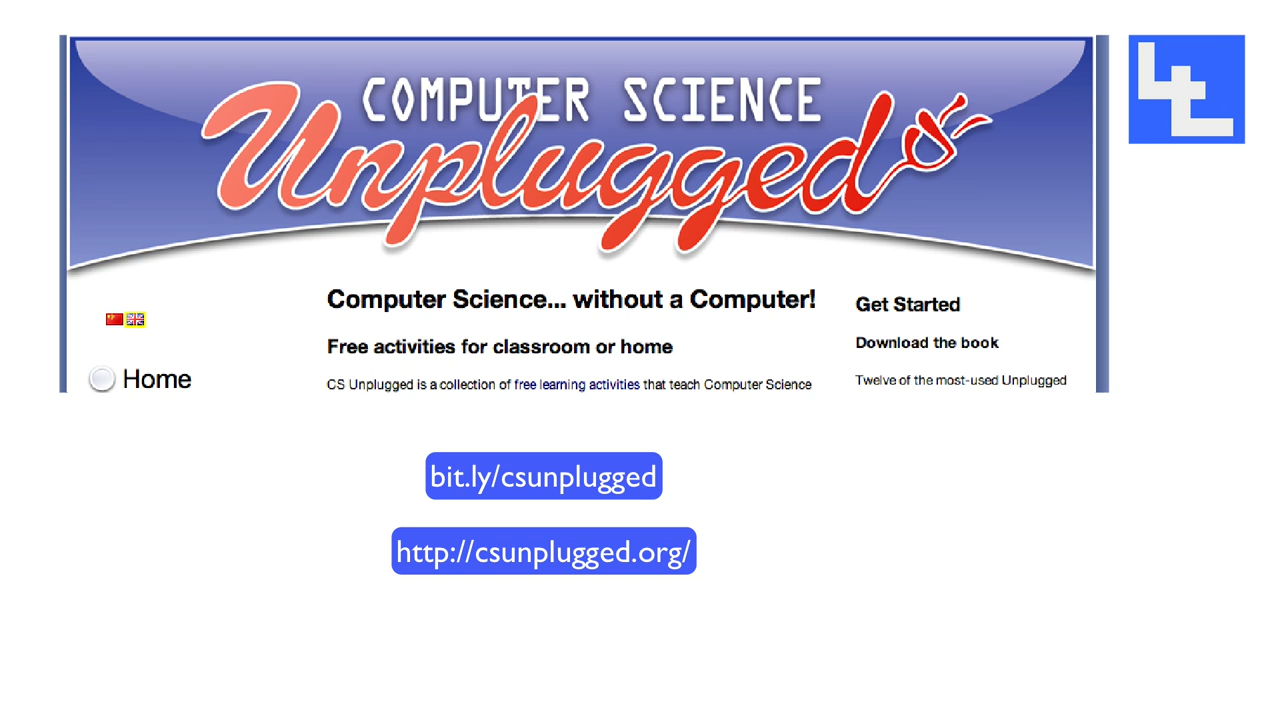 COMPUTER SCIENCE
Unplugged
Computer Science... without a Computer!
Free activities for classroom or home
CS Unplugged is a collection of free learning activities that teach Computer Science
Get Started
Download the book
Twelve of the most-used Unplugged
Home
bit.ly/csunplugged
http://csunplugged.org/